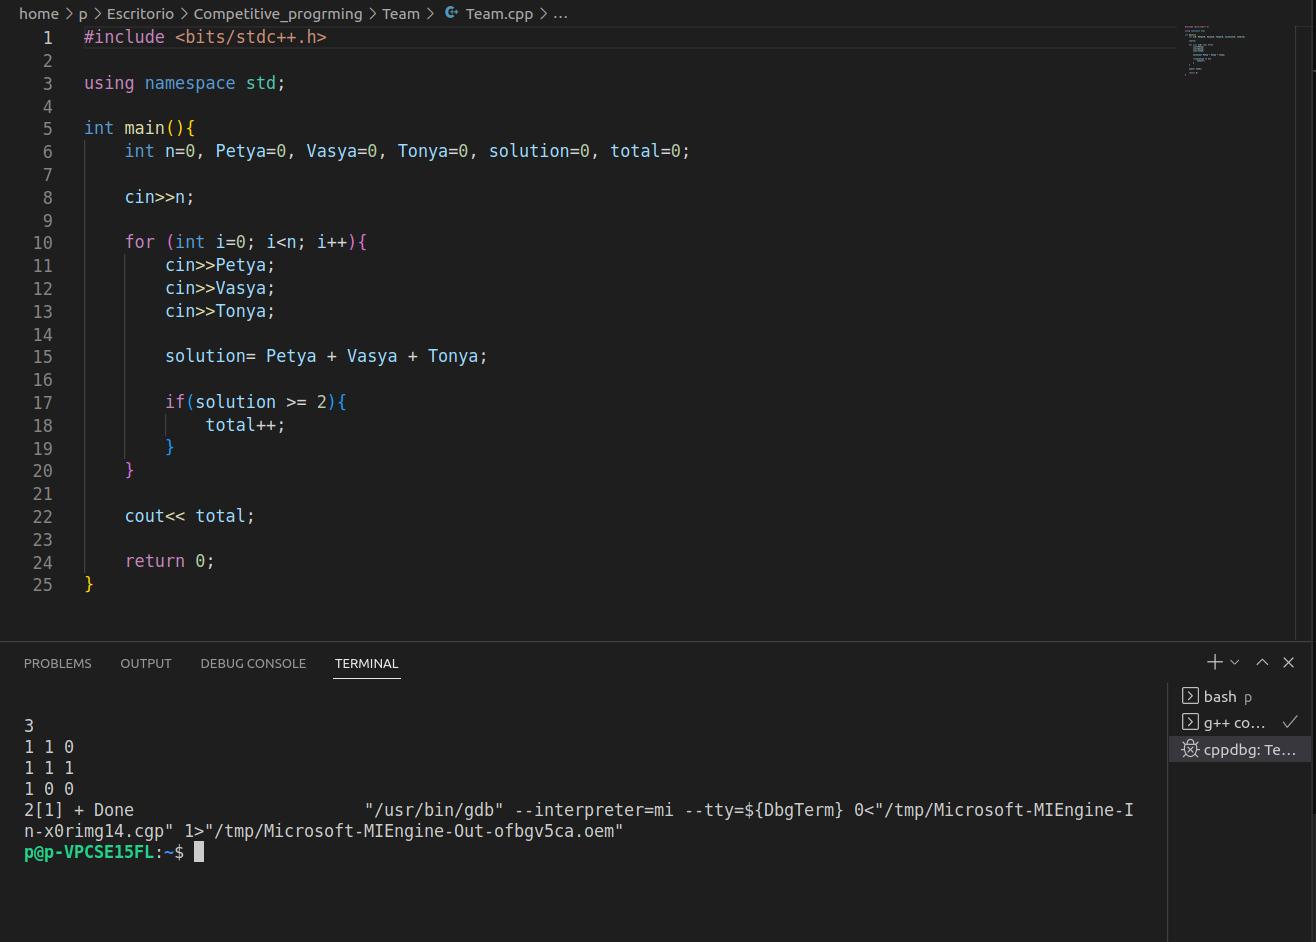 home > p > Escritorio > Competitive_progrming > Team > Team.cpp > ...
1 #include <bits/stdc++.h>
2
3 using namespace std;
4
5 int main(){
6     int n=0, Petya=0, Vasya=0, Tonya=0, solution=0, total=0;
7
8     cin>>n;
9
10     for (int i=0; i<n; i++){
11         cin>>Petya;
12         cin>>Vasya;
13         cin>>Tonya;
14
15         solution= Petya + Vasya + Tonya;
16
17         if(solution >= 2){
18             total++;
19         }
20     }
21
22     cout<< total;
23
24     return 0;
25 }
PROBLEMS OUTPUT DEBUG CONSOLE TERMINAL
3
1 1 0
1 1 1
1 0 0
2[1] + Done                       "/usr/bin/gdb" --interpreter=mi --tty=${DbgTerm} 0<"/tmp/Microsoft-MIEngine-I
n-x0rimg14.cgp" 1>"/tmp/Microsoft-MIEngine-Out-ofbgv5ca.oem"
p@p-VPCSE15FL:~$
bash p
g++ co...
cppdbg: Te...